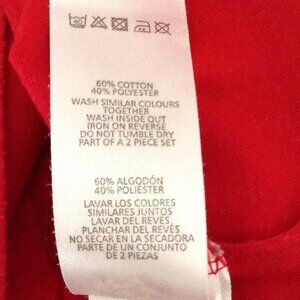 60% COTTON
40% POLYESTER
WASH SIMILAR COLOURS
TOGETHER
WASH INSIDE OUT
IRON ON REVERSE
DO NOT TUMBLE DRY
PART OF A 2 PIECE SET
60% ALGODÓN
40% POLIESTER
LAVAR LOS COLORES
SIMILARES JUNTOS
LAVAR DEL REVÉS
PLANCHAR DEL REVÉS
NO SECAR EN LA SECADORA
PARTE DE UN CONJUNTO
DE 2 PIEZAS